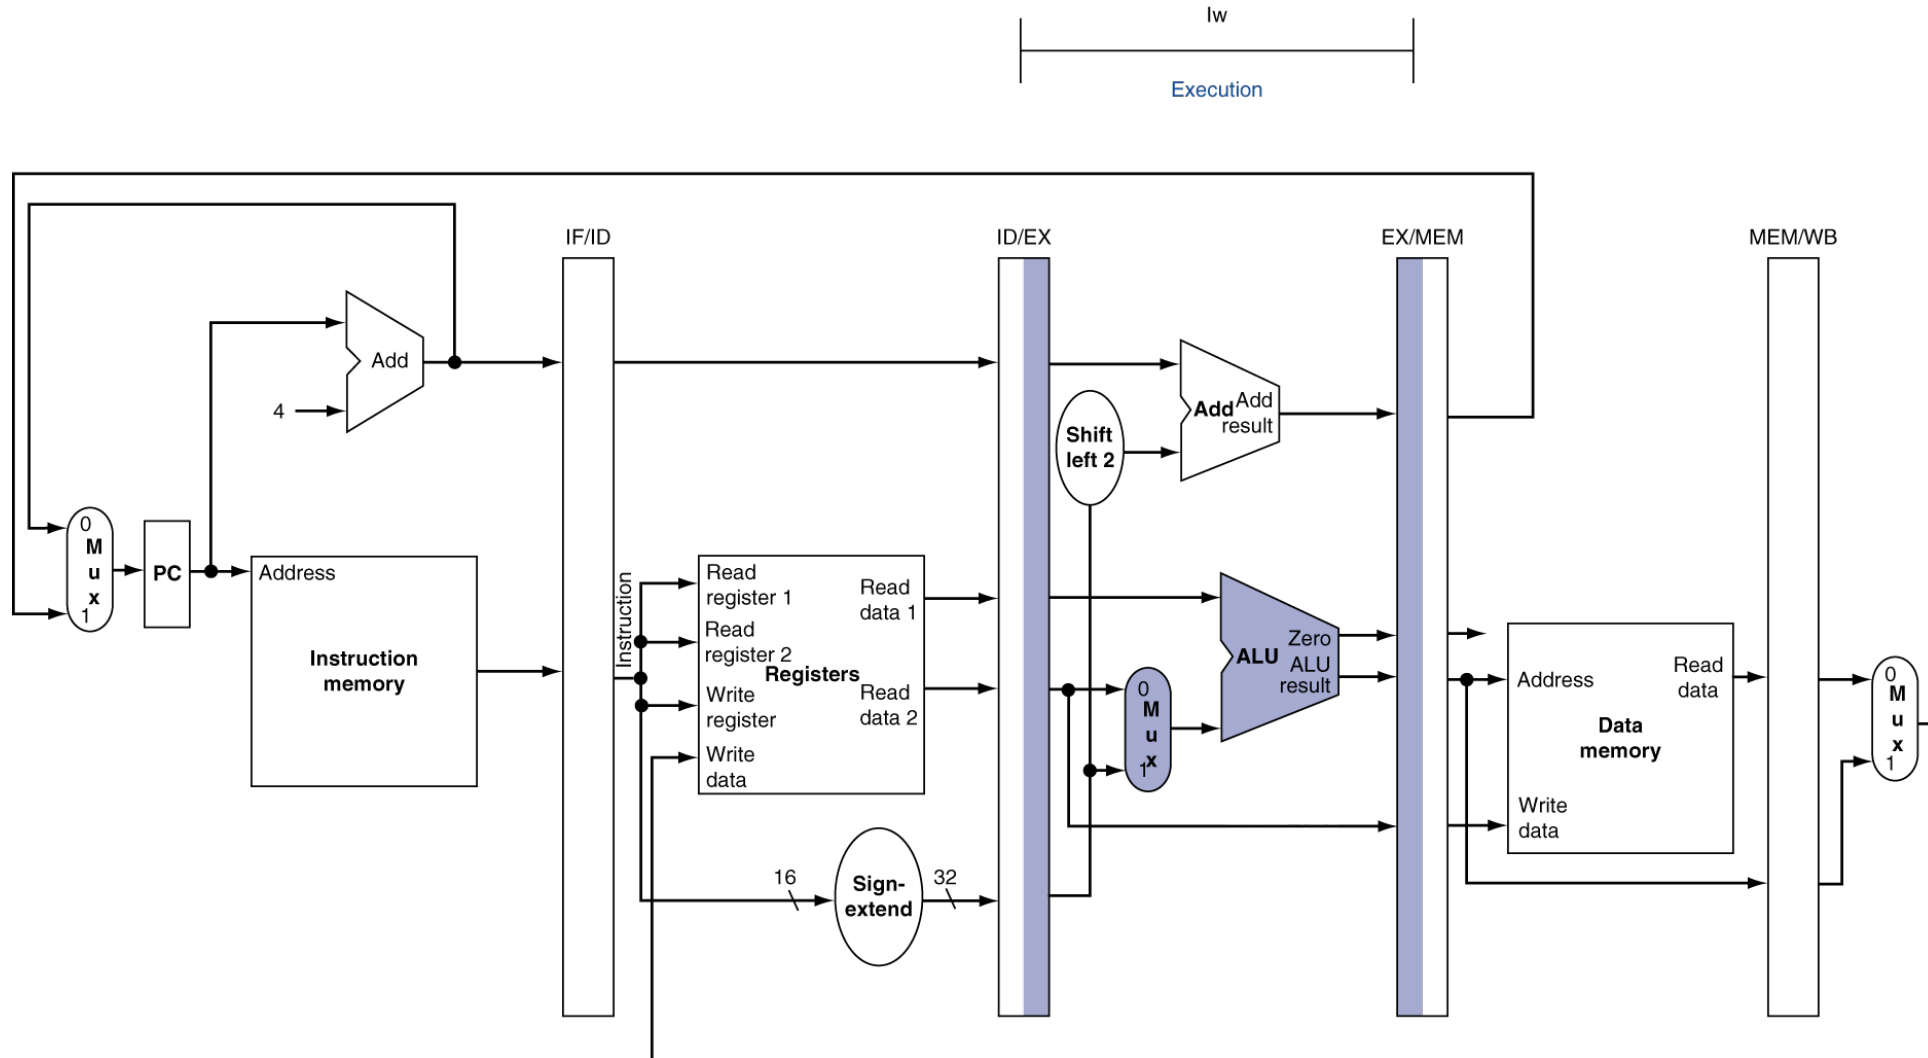 lw
Execution
IF/ID
ID/EX
EX/MEM
MEM/WB
Add
4
Shift
left 2
Add
Add
result
0
M
u
x
1
PC
Address
Instruction
memory
Instruction
Read
register 1
Read
register 2
Write
register
Write
data
Registers
Read
data 1
Read
data 2
16
Sign-
extend
32
0
M
u
x
1
ALU
Zero
ALU
result
Address
Read
data
Data
memory
Write
data
0
M
u
x
1